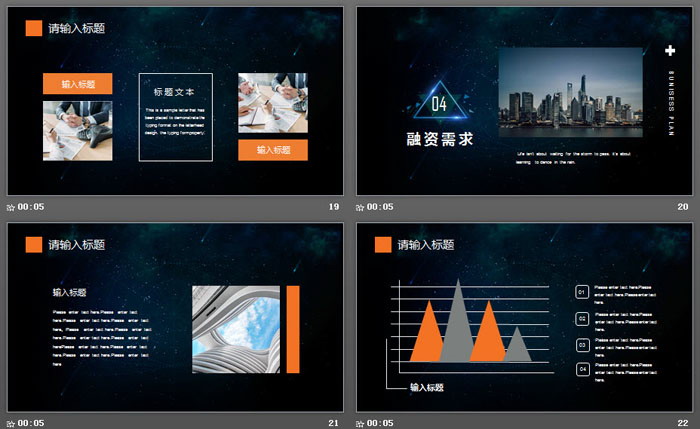 请输入标题
输入标题
标题文本
This is a sample letter that has
been placed to demonstrate the
typing format on the letterhead
design. the typing formproperly.
输入标题
00:05
19
04
融资需求
BUNISESS PLAN
Life isn't about waiting for the storm to pass. it's about
learning to dance in the rain.
00:05
20
请输入标题
输入标题
Please enter text here.Please enter text
here.Please enter text here.Please enter text
here, Please enter text here.Please enter text
here.Please enter text here.Please enter text
herePlease enter text here.Please enter text
here.Please enter text here.Please enter text
here
00:05
21
请输入标题
输入标题
01
Please enter text here.Please
enter text here.Please enter text
here.
02
Please enter text here.Please
enter text here.Please enter text
here.
03
Please enter text here.Please
enter text here.Please enter text
here.
04
Please enter text here.Please
enter text here.Please enter text
here.
00:05
22